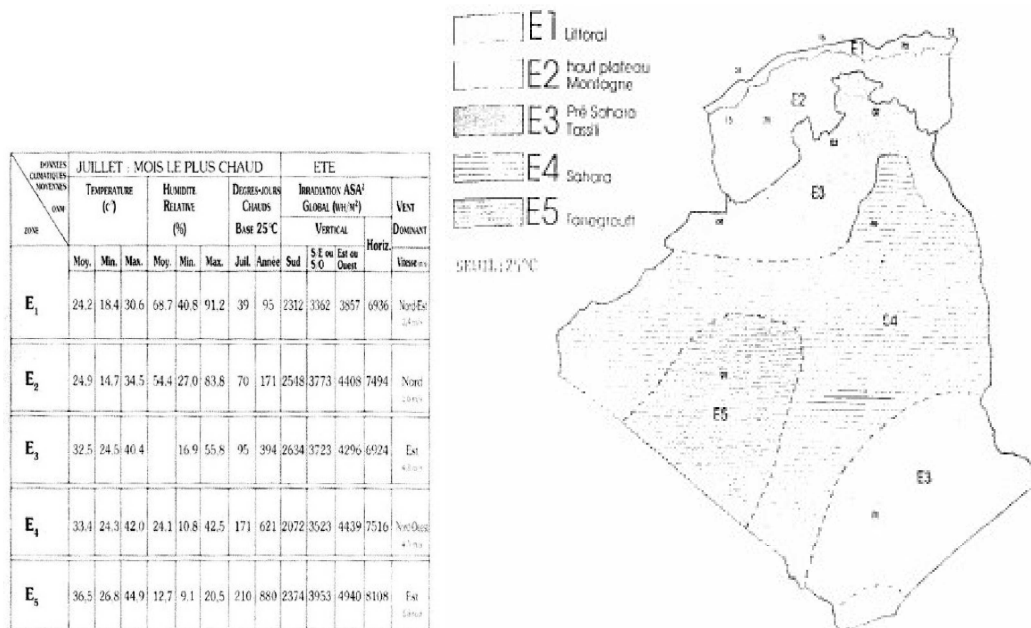 DONNEES
CLIMATIQUES
MOYENNES
ONM
ZONE
JUILLET : MOIS LE PLUS CHAUD
ETE
TEMPERATURE
(C°)
HUMIDITE
RELATIVE
(%)
DEGRES-JOURS
CHAUDS
BASE 25°C
IRRADIATION
GLOBAL (WH/M²)
VERTICAL
Horiz.
VENT
DOMINANT
Moy. Min. Max. Moy. Min. Max. Juil. Année Sud S.E ou S.O Est ou Ouest Vitesse
E1 24,2 18.4 30.6 68.7 40.8 91.2 39 95 2312 3362 3857 6936 Nord-Est
E2 24,9 14.7 34.5 54.4 27.0 83.8 70 171 2548 3773 4408 7494 Nord
E3 32.5 24.5 40.4 16.9 55.8 95 394 2634 3723 4296 6924 Est
E4 33.4 24.3 42.0 24.1 10.8 42.5 171 621 2072 3523 4439 7516 Nord-Ouest
E5 36,5 26.8 44,9 12,7 9.1 20,5 210 880 2374 3953 4940 8108 Est
E1 Littoral
E2 haut plateau
Montagne
E3 Pré Sahara
Tassili
E4 Sahara
E5
SEUIL : 25°C
E1
E2
E3
E4
E5
E3